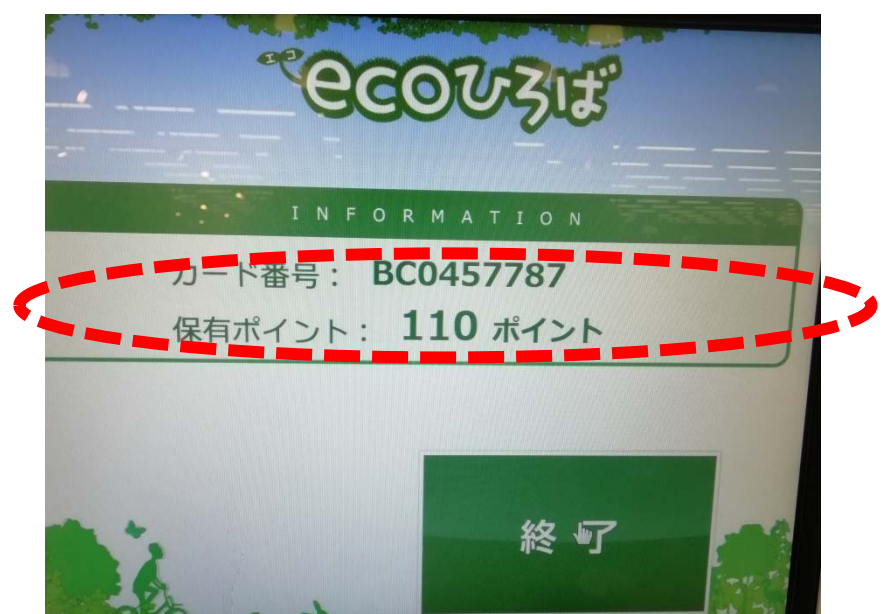 エコ
ecoひろば
INFORMATION
カード番号： BC0457787
保有ポイント： 110 ポイント
終了